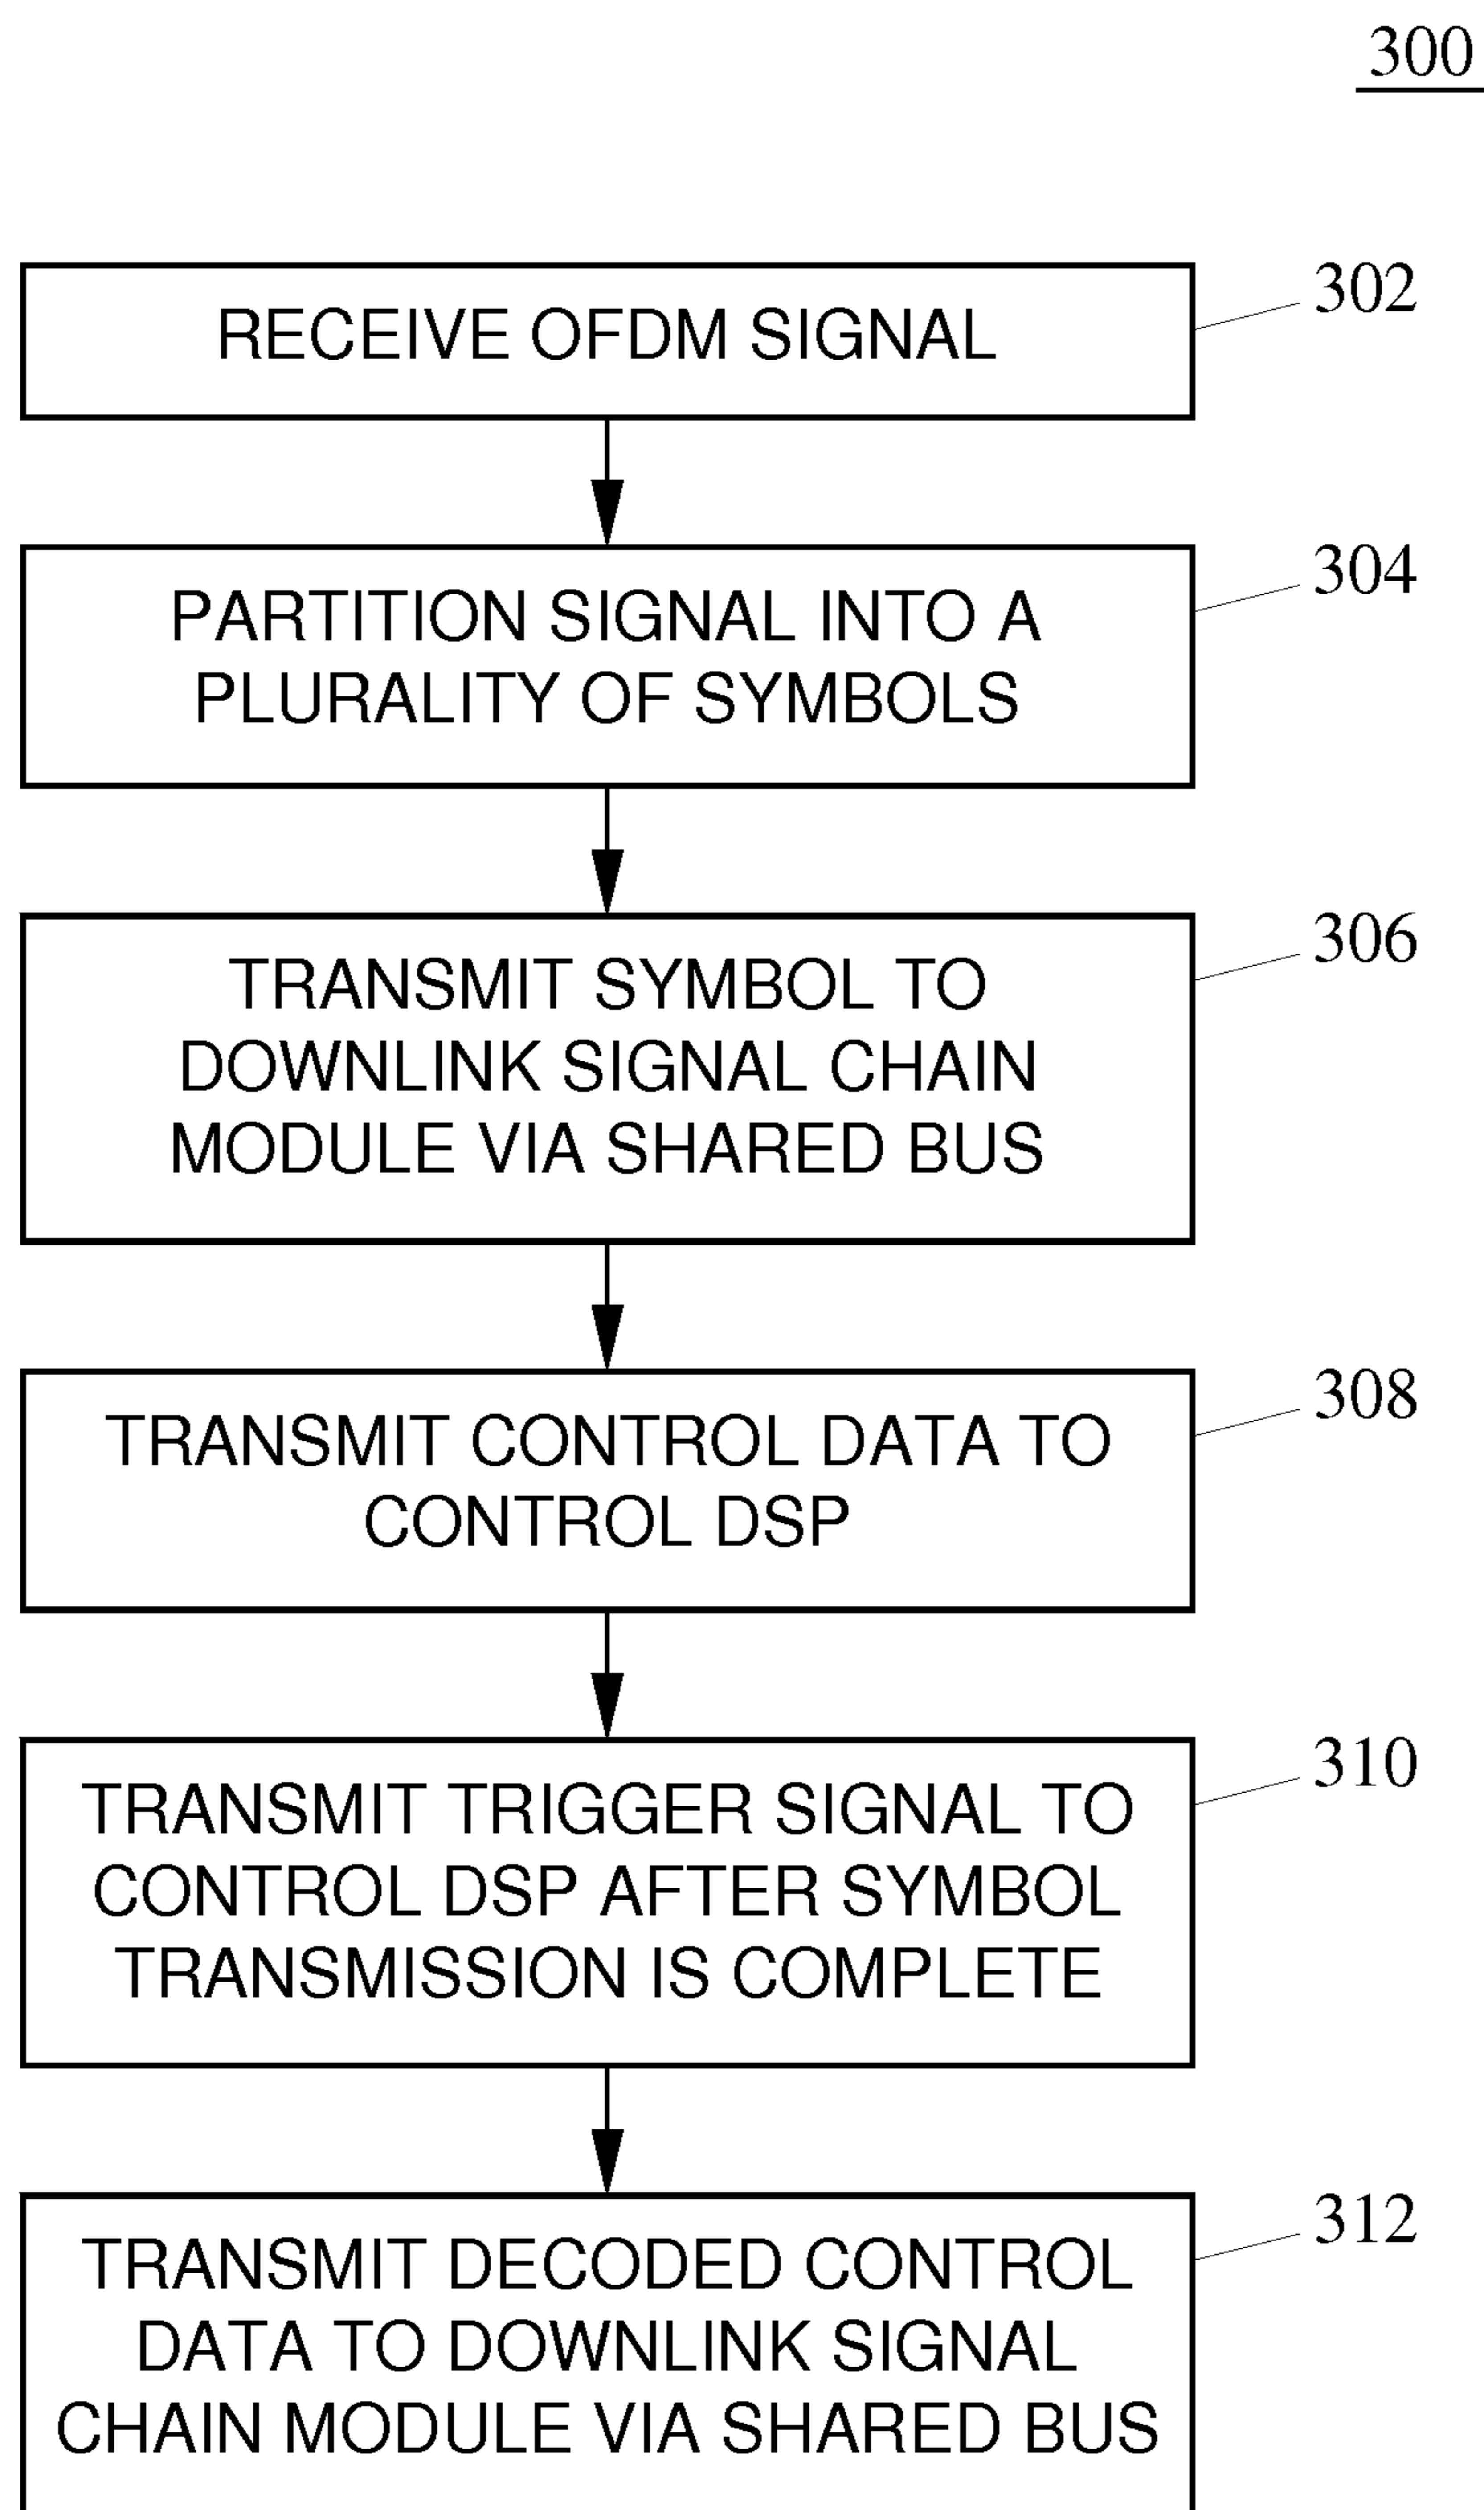 300
RECEIVE OFDM SIGNAL
302
PARTITION SIGNAL INTO A
PLURALITY OF SYMBOLS
304
TRANSMIT SYMBOL TO
DOWNLINK SIGNAL CHAIN
MODULE VIA SHARED BUS
306
TRANSMIT CONTROL DATA TO
CONTROL DSP
308
TRANSMIT TRIGGER SIGNAL TO
CONTROL DSP AFTER SYMBOL
TRANSMISSION IS COMPLETE
310
TRANSMIT DECODED CONTROL
DATA TO DOWNLINK SIGNAL
CHAIN MODULE VIA SHARED BUS
312